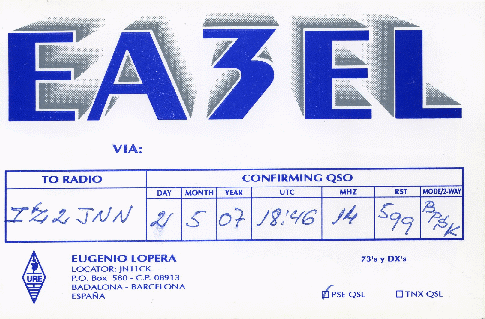 EA3EL
VIA:
TO RADIO CONFIRMING QSO
DAY MONTH YEAR UTC MHZ RST MODE/2-WAY
IZ2JNN 2 5 07 18:46 14 599 BPSK
URE
EUGENIO LOPERA
LOCATOR: JN11CK
P.O. Box 560 - C.P. 08913
BADALONA - BARCELONA
ESPAÑA
73's y DX's
PSE QSL TNX QSL